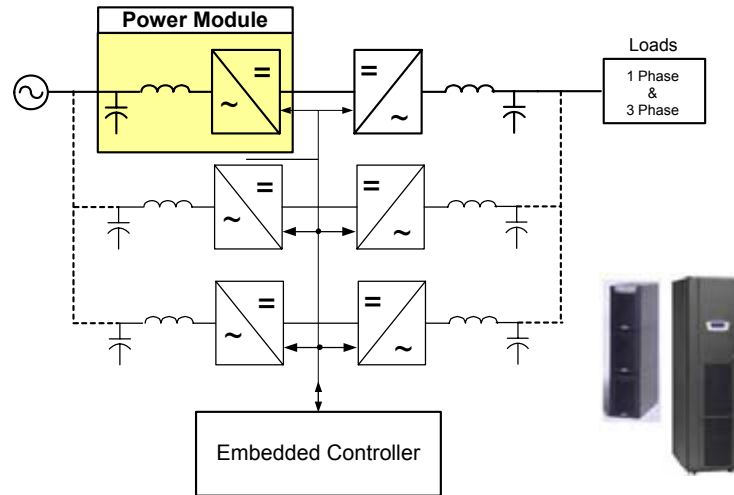 Power Module
Loads
1 Phase
&
3 Phase
=
~
=
~
=
~
=
~
=
~
=
~
Embedded Controller